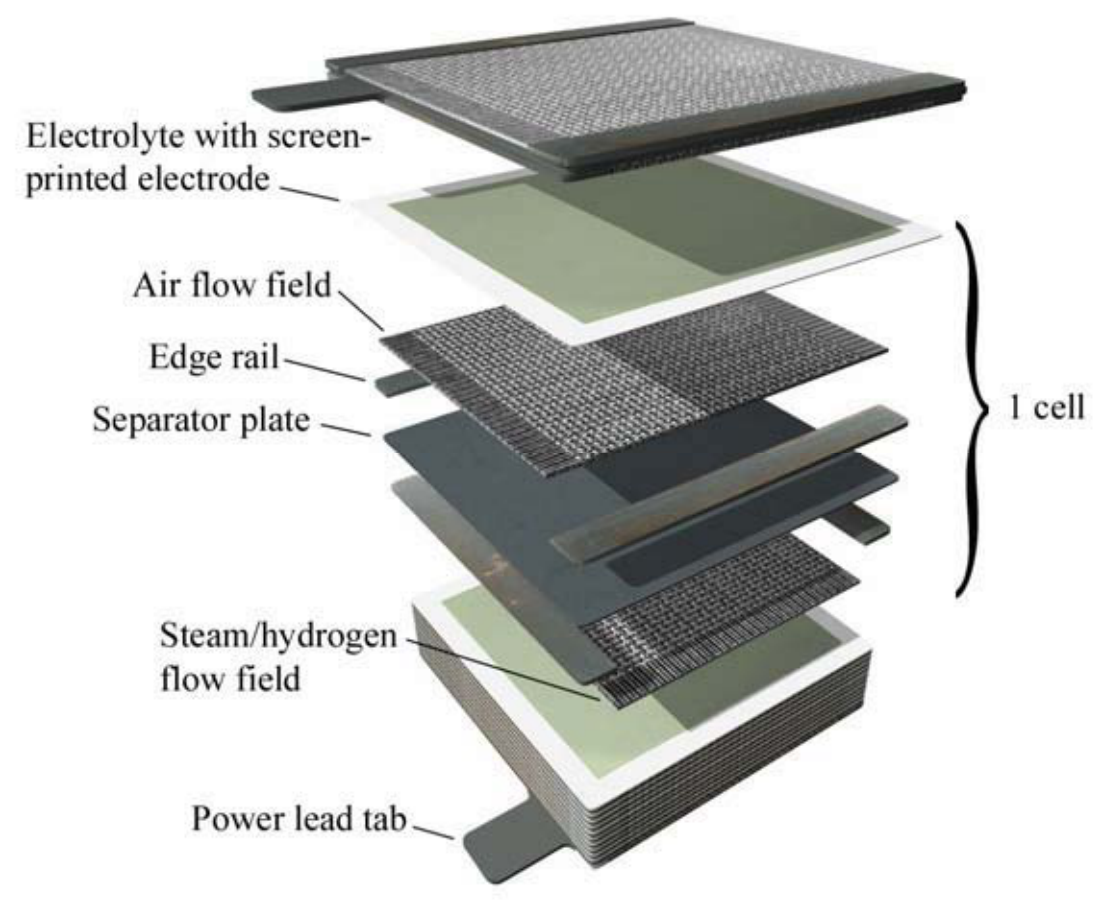 Electrolyte with screen-
printed electrode
Air flow field
Edge rail
Separator plate
1 cell
Steam/hydrogen
flow field
Power lead tab